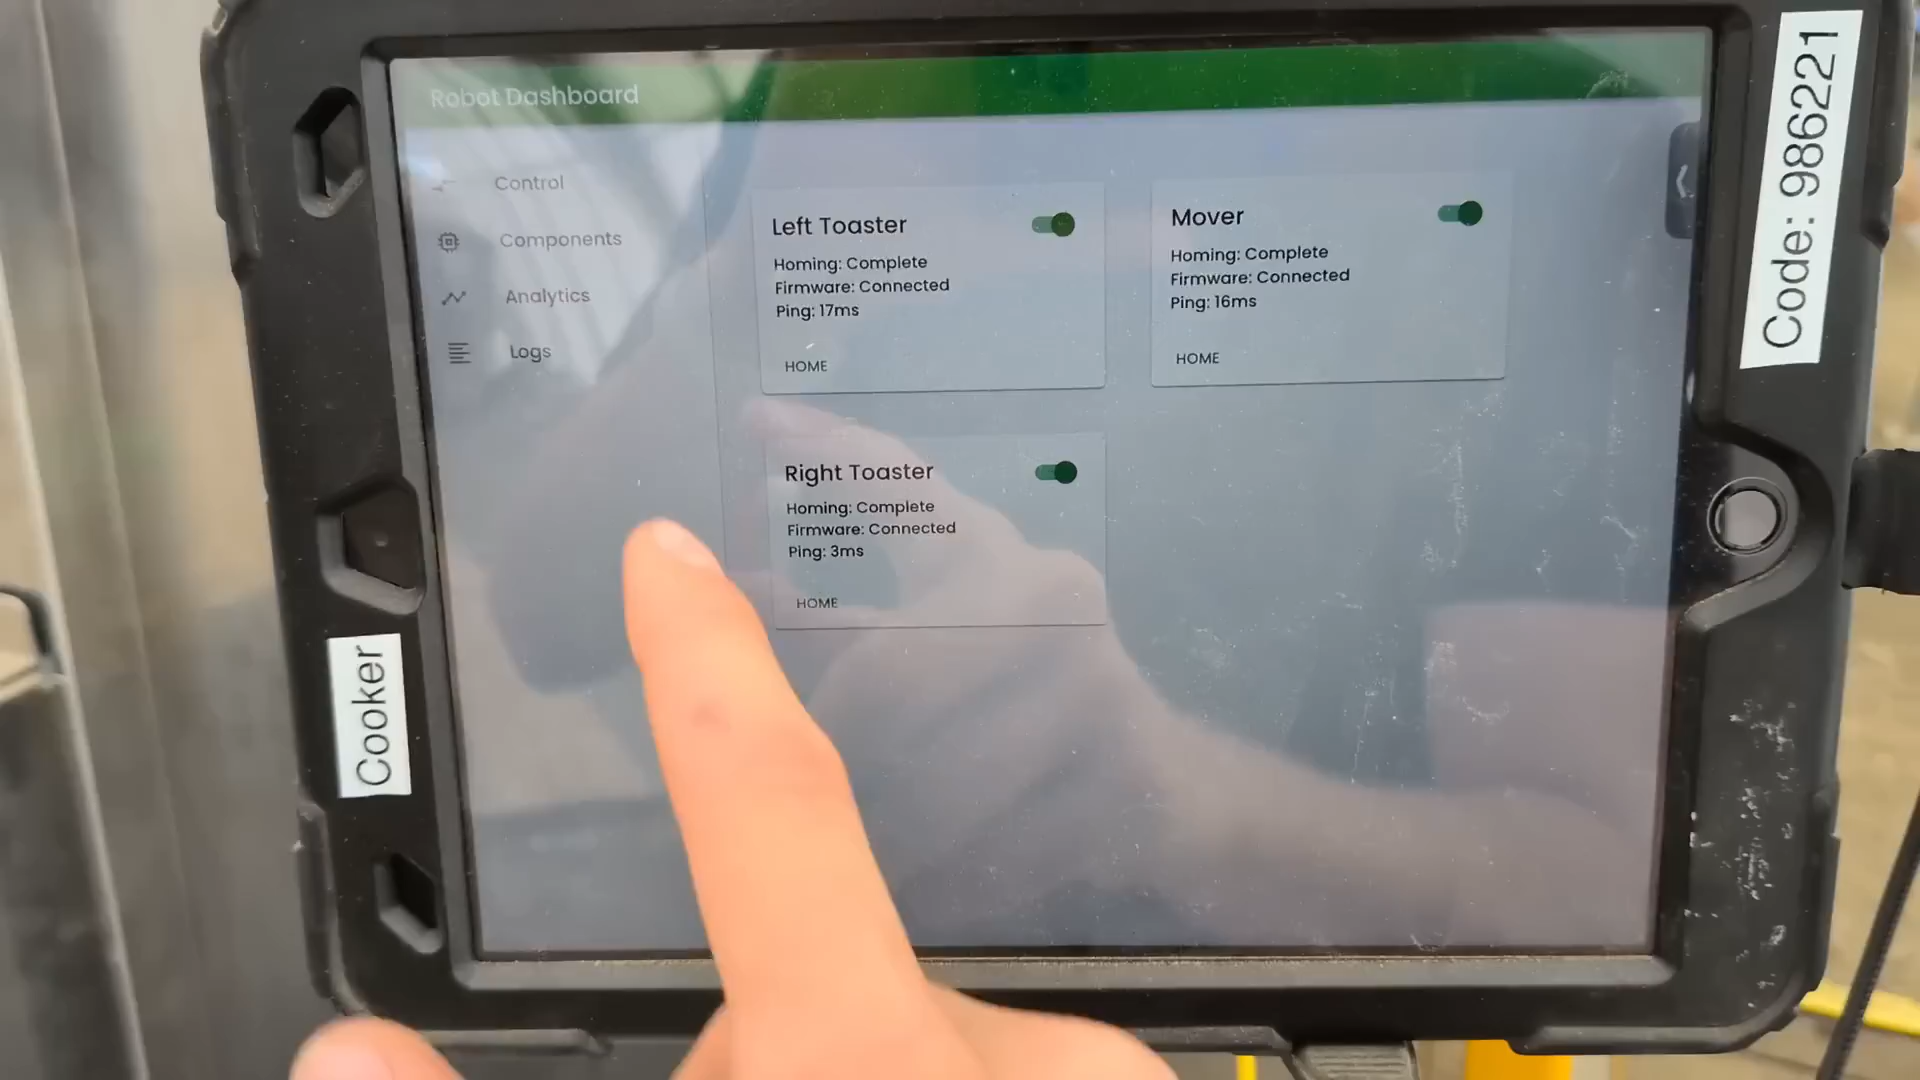 Robot Dashboard
Control
Components
Analytics
Logs
Left Toaster
Homing: Complete
Firmware: Connected
Ping: 17ms
HOME
Mover
Homing: Complete
Firmware: Connected
Ping: 16ms
HOME
Right Toaster
Homing: Complete
Firmware: Connected
Ping: 3ms
HOME
Cooker
Code: 986221